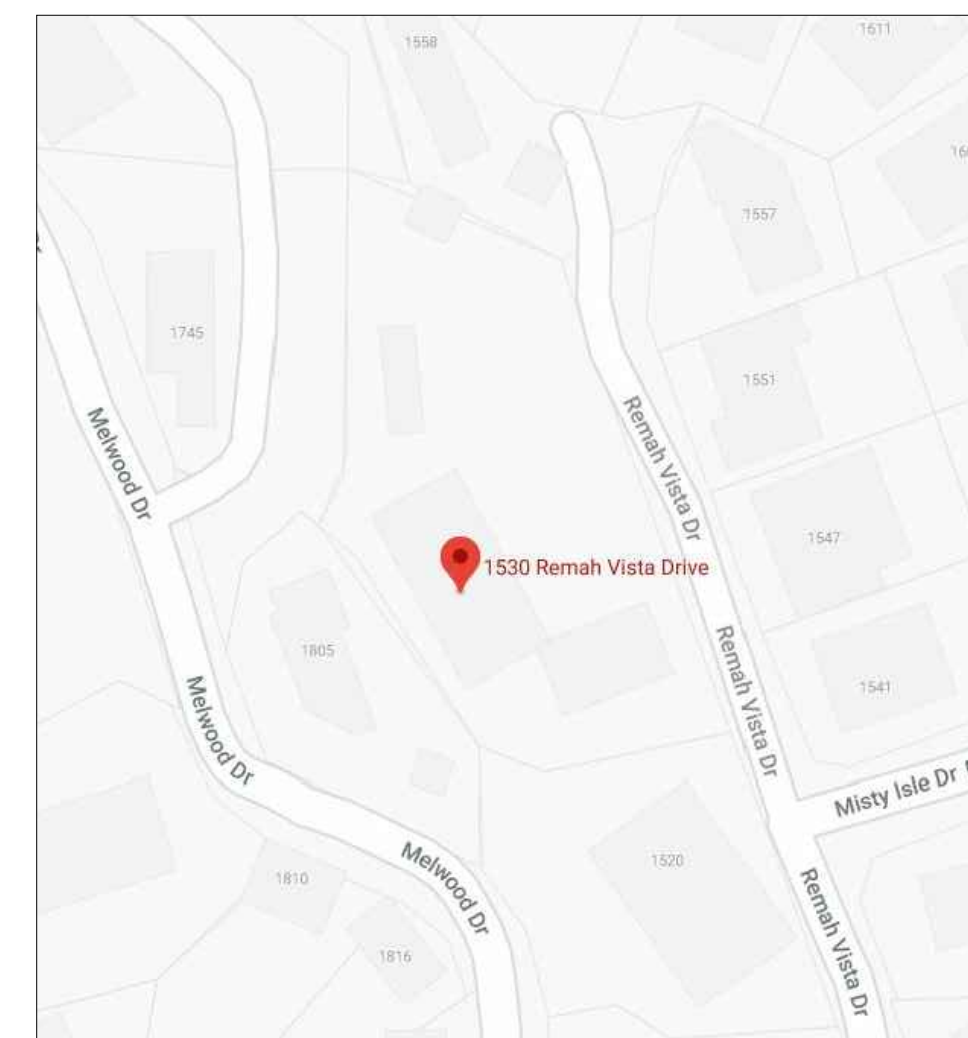 1558
1611
1557
1745
1551
Melwood Dr
Remah Vista Dr
1547
1530 Remah Vista Drive
1805
Remah Vista Dr
1541
Melwood Dr
Misty Isle Dr
1520
Melwood Dr
1810
Remah Vista Dr
1816